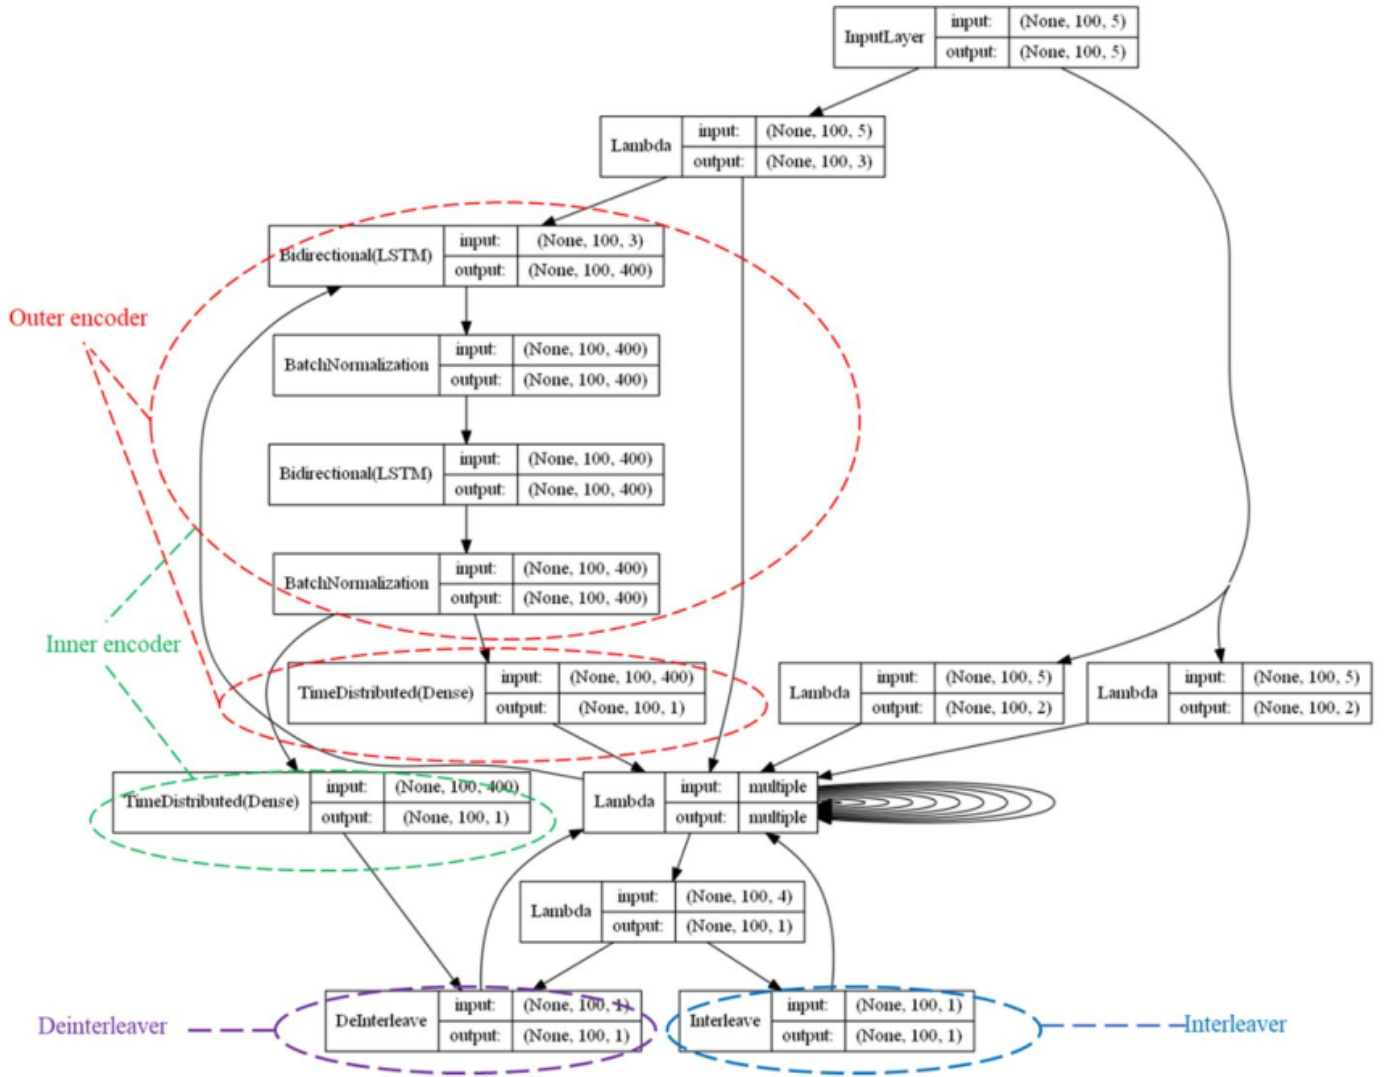 InputLayer input: (None, 100, 5)
output: (None, 100, 5)
Lambda input: (None, 100, 5)
output: (None, 100, 3)
Bidirectional(LSTM) input: (None, 100, 3)
output: (None, 100, 400)
Outer encoder
BatchNormalization input: (None, 100, 400)
output: (None, 100, 400)
Bidirectional(LSTM) input: (None, 100, 400)
output: (None, 100, 400)
BatchNormalization input: (None, 100, 400)
output: (None, 100, 400)
Inner encoder
TimeDistributed(Dense) input: (None, 100, 400)
output: (None, 100, 1)
Lambda input: (None, 100, 5)
output: (None, 100, 2)
Lambda input: (None, 100, 5)
output: (None, 100, 2)
TimeDistributed(Dense) input: (None, 100, 400)
output: (None, 100, 1)
Lambda input: multiple
output: multiple
Lambda input: (None, 100, 4)
output: (None, 100, 1)
Deinterleaver
DeInterleave input: (None, 100, 1)
output: (None, 100, 1)
Interleave input: (None, 100, 1)
output: (None, 100, 1)
Interleaver